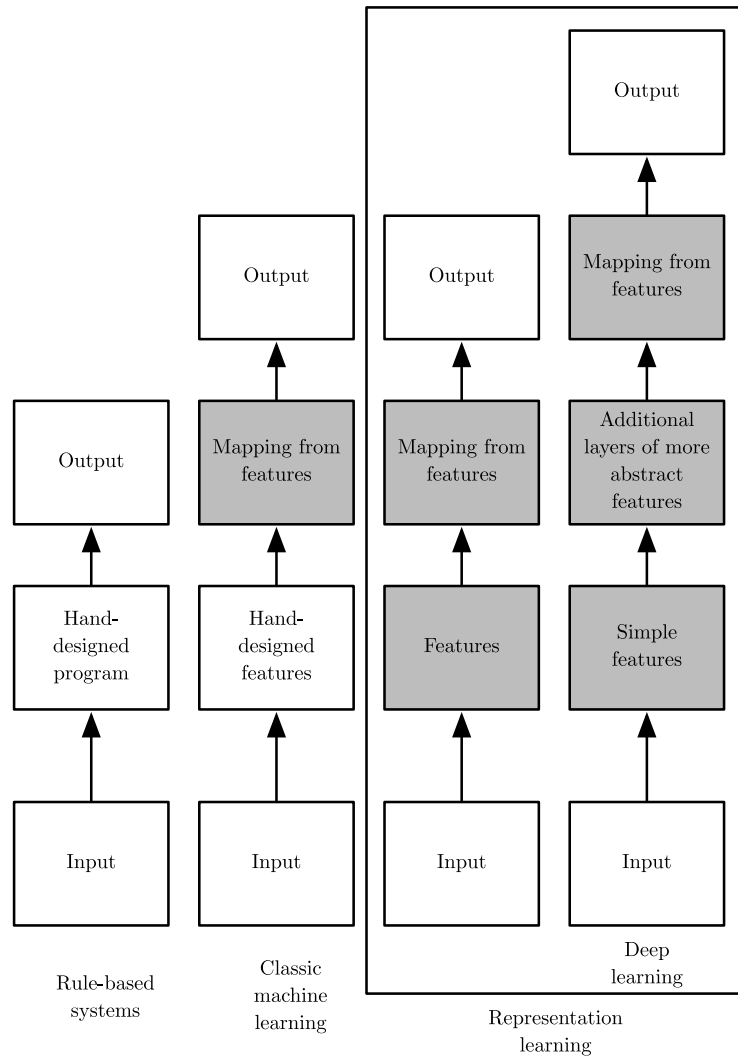 Output
Output
Output
Mapping from
features
Output
Mapping from
features
Mapping from
features
Additional
layers of more
abstract
features
Hand-
designed
program
Hand-
designed
features
Features
Simple
features
Input
Input
Input
Input
Rule-based
systems
Classic
machine
learning
Representation
learning
Deep
learning